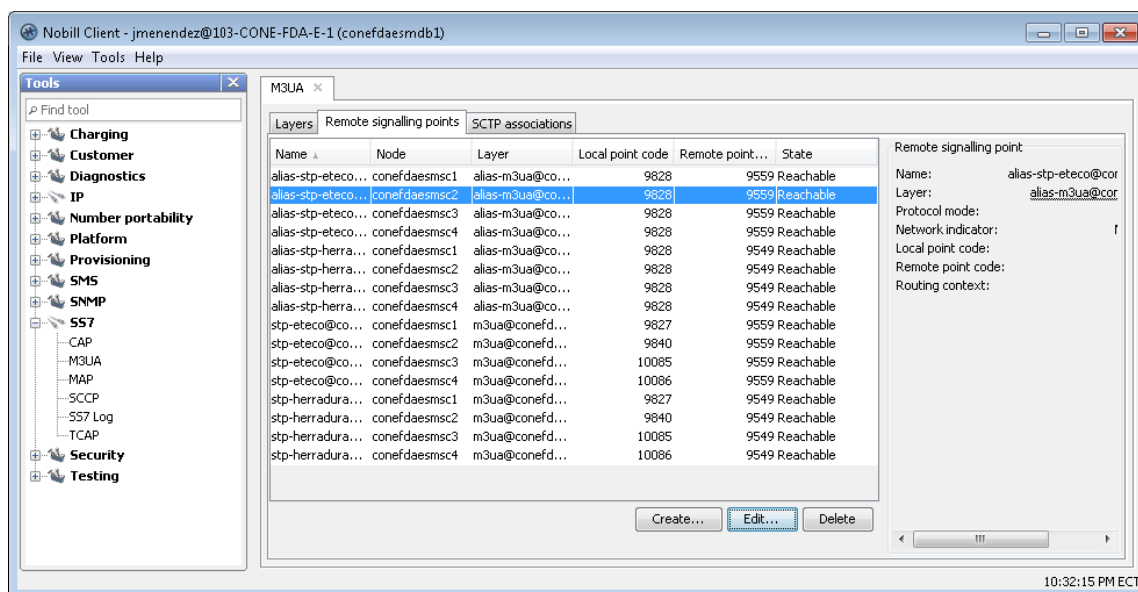 Nobill Client - jmenendez@103-CONE-FDA-E-1 (conefdaesmdb1)
File View Tools Help
Tools
Find tool
Charging
Customer
Diagnostics
IP
Number portability
Platform
Provisioning
SMS
SNMP
SS7
CAP
M3UA
MAP
SCCP
SS7 Log
TCAP
Security
Testing
M3UA
Layers Remote signalling points SCTP associations
Name Node Layer Local point code Remote point... State
alias-stp-eteco... conefdaesmsc1 alias-m3ua@co... 9828 9559 Reachable
alias-stp-eteco... conefdaesmsc2 alias-m3ua@co... 9828 9559 Reachable
alias-stp-eteco... conefdaesmsc3 alias-m3ua@co... 9828 9559 Reachable
alias-stp-eteco... conefdaesmsc4 alias-m3ua@co... 9828 9559 Reachable
alias-stp-herra... conefdaesmsc1 alias-m3ua@co... 9828 9549 Reachable
alias-stp-herra... conefdaesmsc2 alias-m3ua@co... 9828 9549 Reachable
alias-stp-herra... conefdaesmsc3 alias-m3ua@co... 9828 9549 Reachable
alias-stp-herra... conefdaesmsc4 alias-m3ua@co... 9828 9549 Reachable
stp-eteco@co... conefdaesmsc1 m3ua@conefd... 9827 9559 Reachable
stp-eteco@co... conefdaesmsc2 m3ua@conefd... 9840 9559 Reachable
stp-eteco@co... conefdaesmsc3 m3ua@conefd... 10085 9559 Reachable
stp-eteco@co... conefdaesmsc4 m3ua@conefd... 10086 9559 Reachable
stp-herradura... conefdaesmsc1 m3ua@conefd... 9827 9549 Reachable
stp-herradura... conefdaesmsc2 m3ua@conefd... 9840 9549 Reachable
stp-herradura... conefdaesmsc3 m3ua@conefd... 10085 9549 Reachable
stp-herradura... conefdaesmsc4 m3ua@conefd... 10086 9549 Reachable
Create... Edit... Delete
Remote signalling point
Name: alias-stp-eteco@cor
Layer: alias-m3ua@cor
Protocol mode:
Network indicator:
Local point code:
Remote point code:
Routing context:
10:32:15 PM ECT